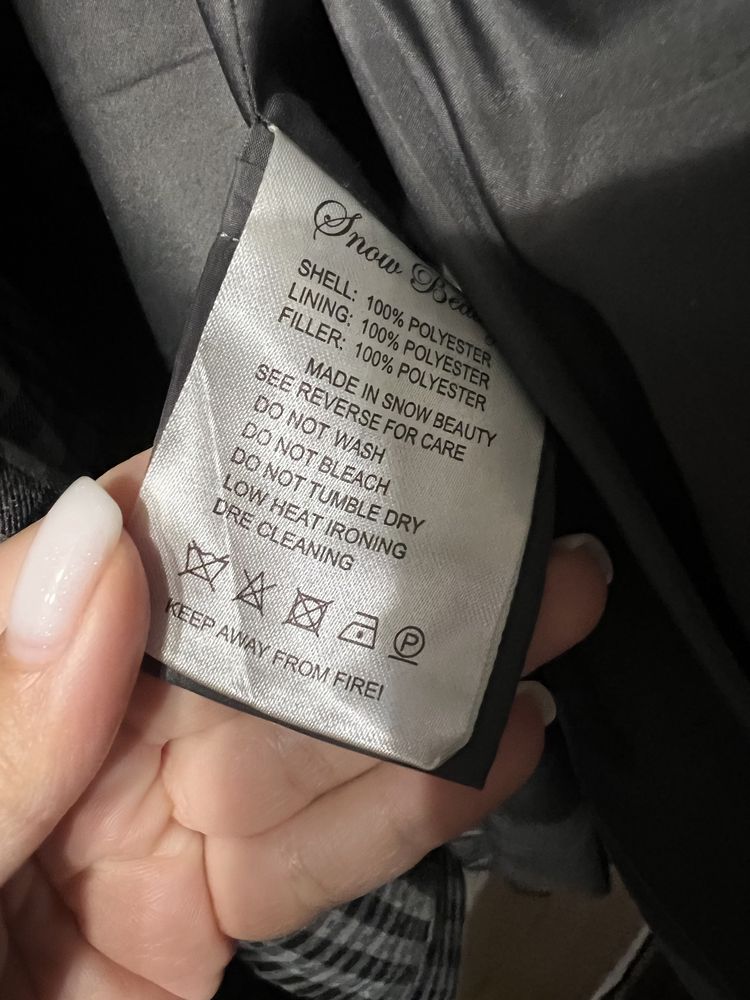 Snow
SHELL: 100% POLYESTER
LINING: 100% POLYESTER
FILLER: 100% POLYESTER
MADE IN SNOW BEAUTY
SEE REVERSE FOR CARE
DO NOT WASH
DO NOT BLEACH
DO NOT TUMBLE DRY
LOW HEAT IRONING
DRE CLEANING
P
KEEP AWAY FROM FIREI